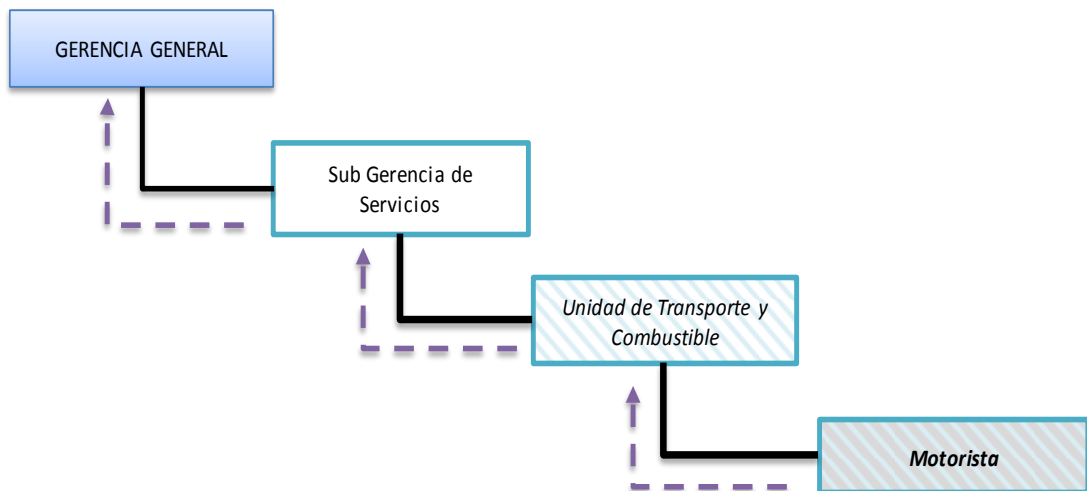 GERENCIA GENERAL
Sub Gerencia de
Servicios
Unidad de Transporte y
Combustible
Motorista